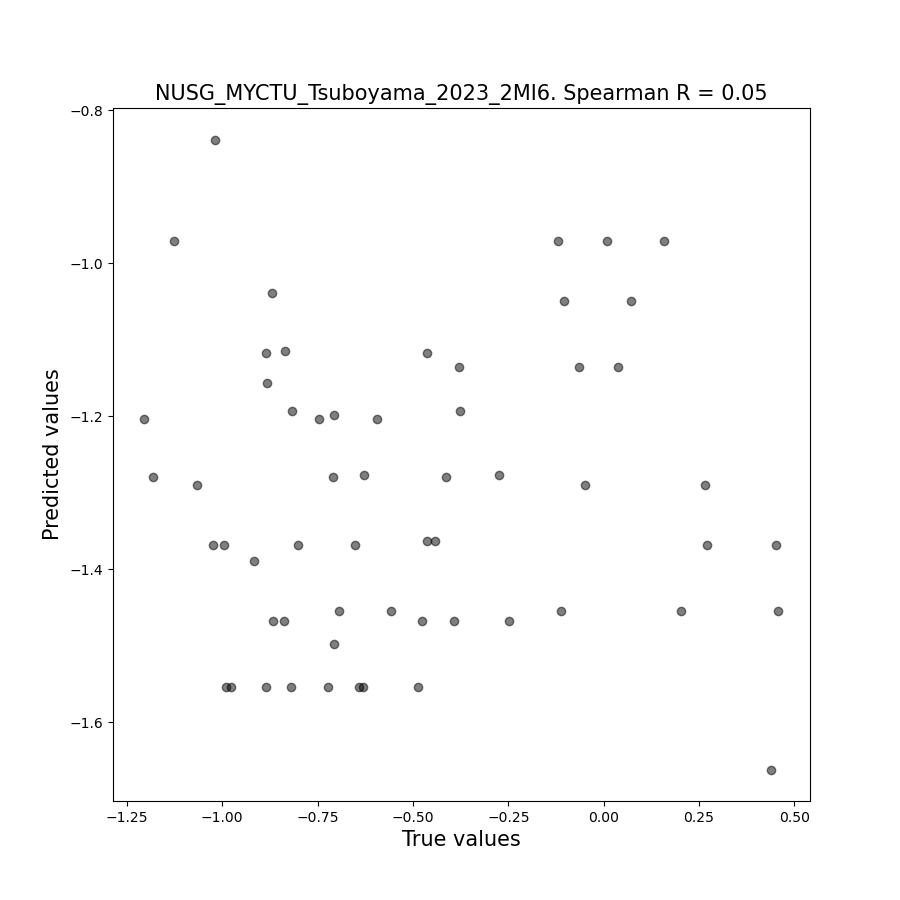 NUSG_MYCTU_Tsuboyama_2023_2MI6. Spearman R = 0.05
−0.8
−1.0
−1.2
−1.4
−1.6
Predicted values
−1.25 −1.00 −0.75 −0.50 −0.25 0.00 0.25 0.50
True values